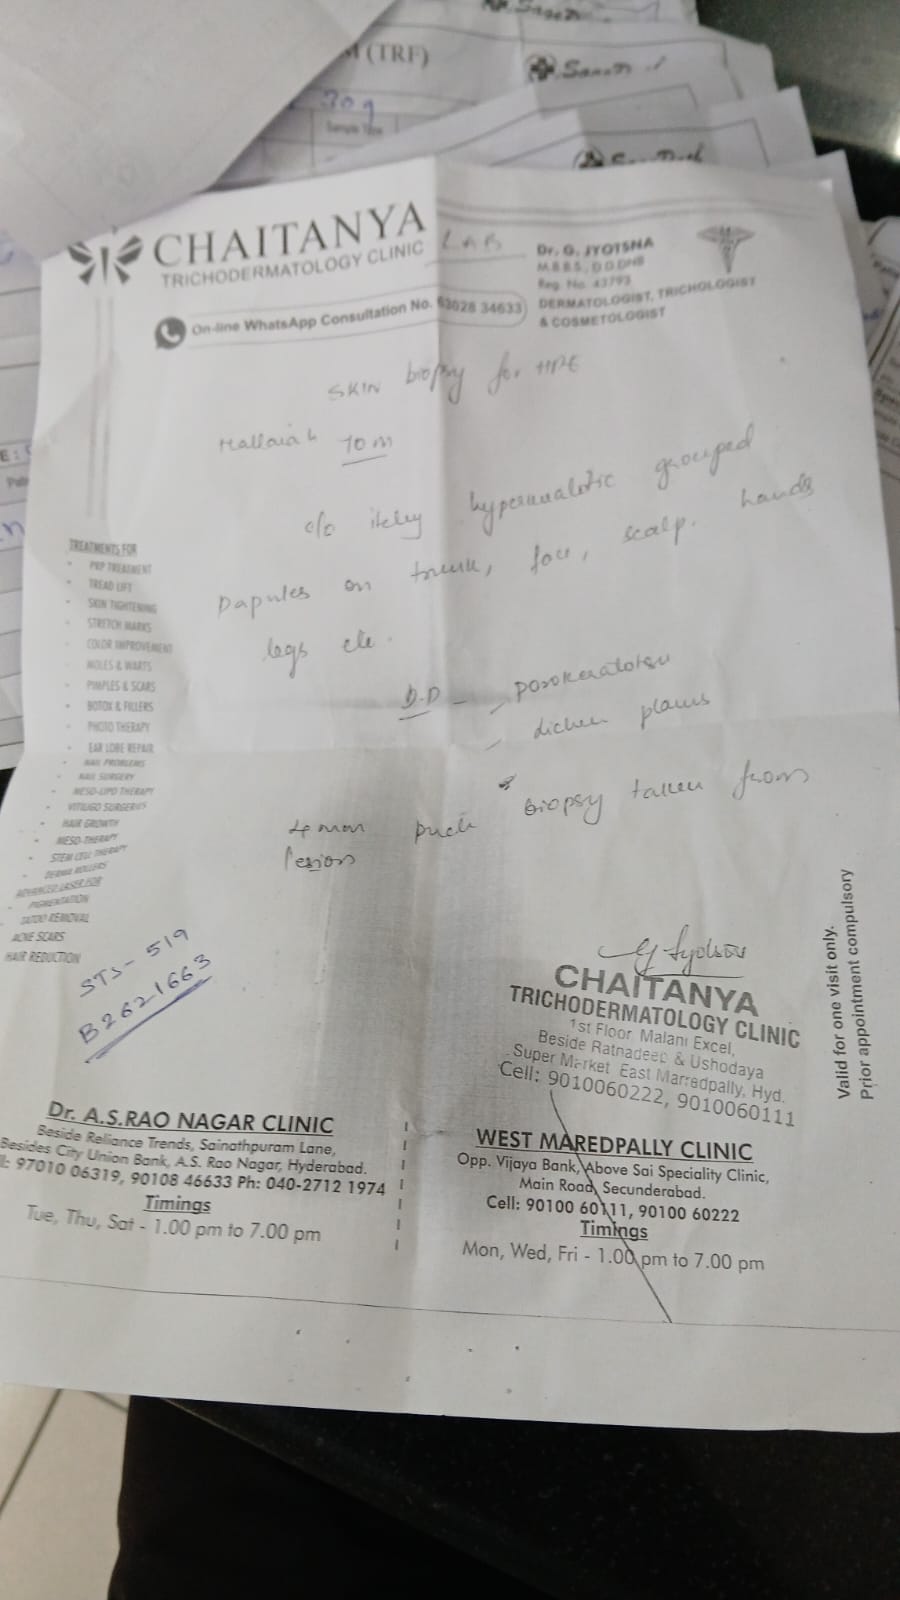 M (TRF)
70 g
Sample Type
CHAITANYA
TRICHODERMATOLOGY CLINIC
LAB
Dr. G. JYOTSNA
M.B.B.S., D.D.DNB
Reg. No. 43793
DERMATOLOGIST, TRICHOLOGIST
& COSMETOLOGIST
On-line WhatsApp Consultation No. 63028 34633
SKIN biopsy for HPE
Mallaiah 70 m
c/o itchy grouped
papules on trunk, face, scalp. hands
legs etc.
D.D - porokeratosis
- lichen planus
4 mm biopsy taken from
lesion
TREATMENTS FOR
• PRP TREATMENT
• TREAD LIFT
• SKIN TIGHTENING
• STRETCH MARKS
• COLOR IMPROVEMENT
• MOLES & WARTS
• PIMPLES & SCARS
• BOTOX & FILLERS
• PHOTO THERAPY
• EAR LOBE REPAIR
• NAIL PROBLEMS
• NAIL SURGERY
• MESO-LIPO THERAPY
• VITILIGO SURGERIES
• HAIR GROWTH
• MESO-THERAPY
• STEM CELL THERAPY
• DERMA ROLLERS
• ADVANCED LASER FOR
PIGMENTATION
• TATOO REMOVAL
ACNE SCARS
HAIR REDUCTION
STS-519
B2621663
CHAITANYA
TRICHODERMATOLOGY CLINIC
1st Floor, Malani Excel,
Beside Ratnadeep & Ushodaya
Super Market East Marredpally, Hyd.
Cell: 9010060222, 9010060111
Valid for one visit only.
Prior appointment compulsory
Dr. A.S.RAO NAGAR CLINIC
Beside Reliance Trends, Sainathpuram Lane,
Besides City Union Bank, A.S. Rao Nagar, Hyderabad.
l: 97010 06319, 90108 46633 Ph: 040-2712 1974
Timings
Tue, Thu, Sat - 1.00 pm to 7.00 pm
WEST MAREDPALLY CLINIC
Opp. Vijaya Bank, Above Sai Speciality Clinic,
Main Road, Secunderabad.
Cell: 90100 60111, 90100 60222
Timings
Mon, Wed, Fri - 1.00 pm to 7.00 pm